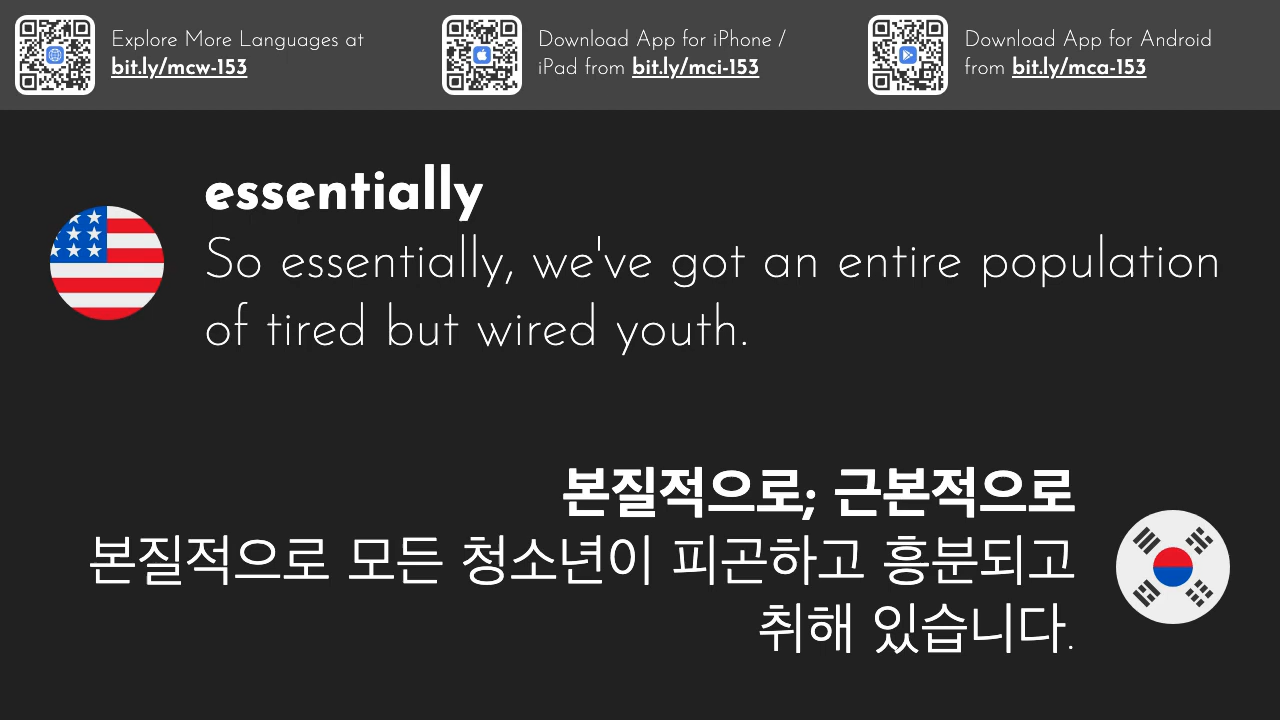 Explore More Languages at
bit.ly/mcw-153
Download App for iPhone /
iPad from bit.ly/mci-153
Download App for Android
from bit.ly/mca-153
essentially
So essentially, we've got an entire population
of tired but wired youth.
본질적으로; 근본적으로
본질적으로 모든 청소년이 피곤하고 흥분되고
취해 있습니다.